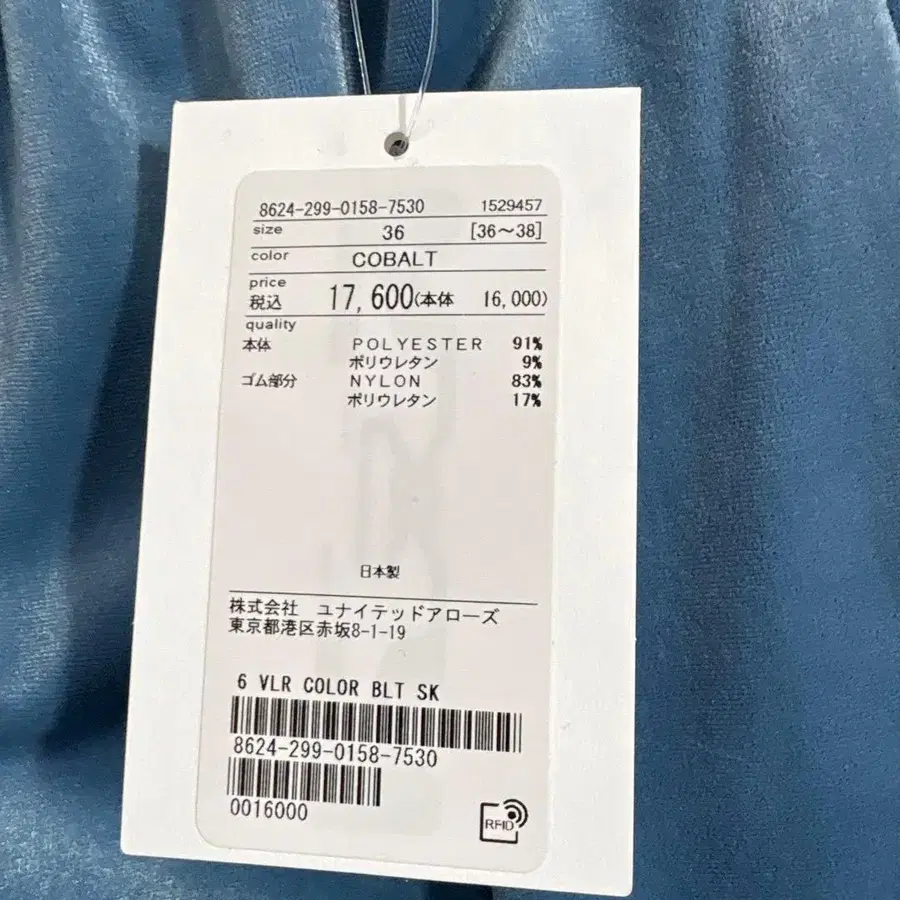 8624-299-0158-7530 1529457
size 36 [36～38]
color COBALT
price
税込 17,600(本体 16,000)
quality
本体 POLYESTER 91%
ポリウレタン 9%
ゴム部分 NYLON 83%
ポリウレタン 17%
日本製
株式会社 ユナイテッドアローズ
東京都港区赤坂8-1-19
6 VLR COLOR BLT SK
8624-299-0158-7530
0016000
RFID